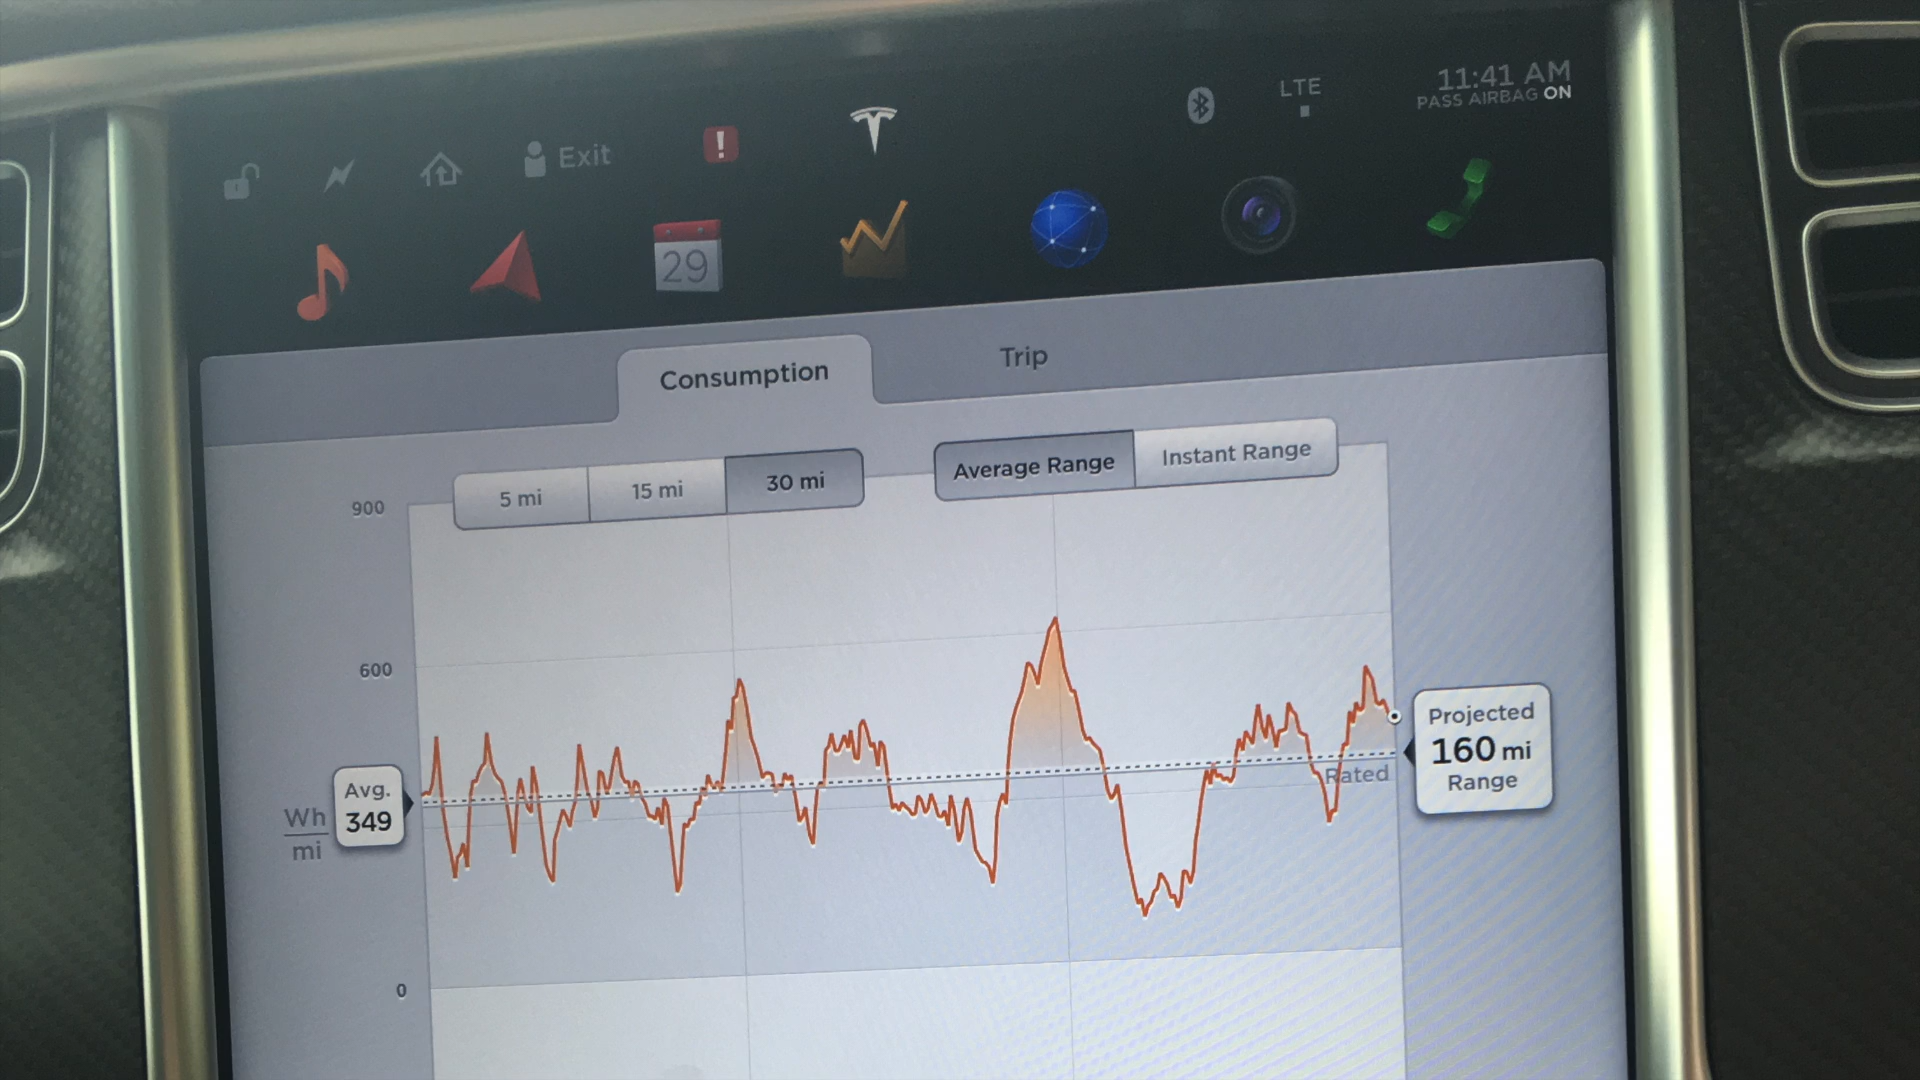 11:41 AM
LTE
PASS AIRBAG ON
Exit
!
29
Consumption
Trip
5 mi
15 mi
30 mi
Average Range
Instant Range
900
600
Avg.
349
Wh
mi
Rated
Projected
160 mi
Range
0